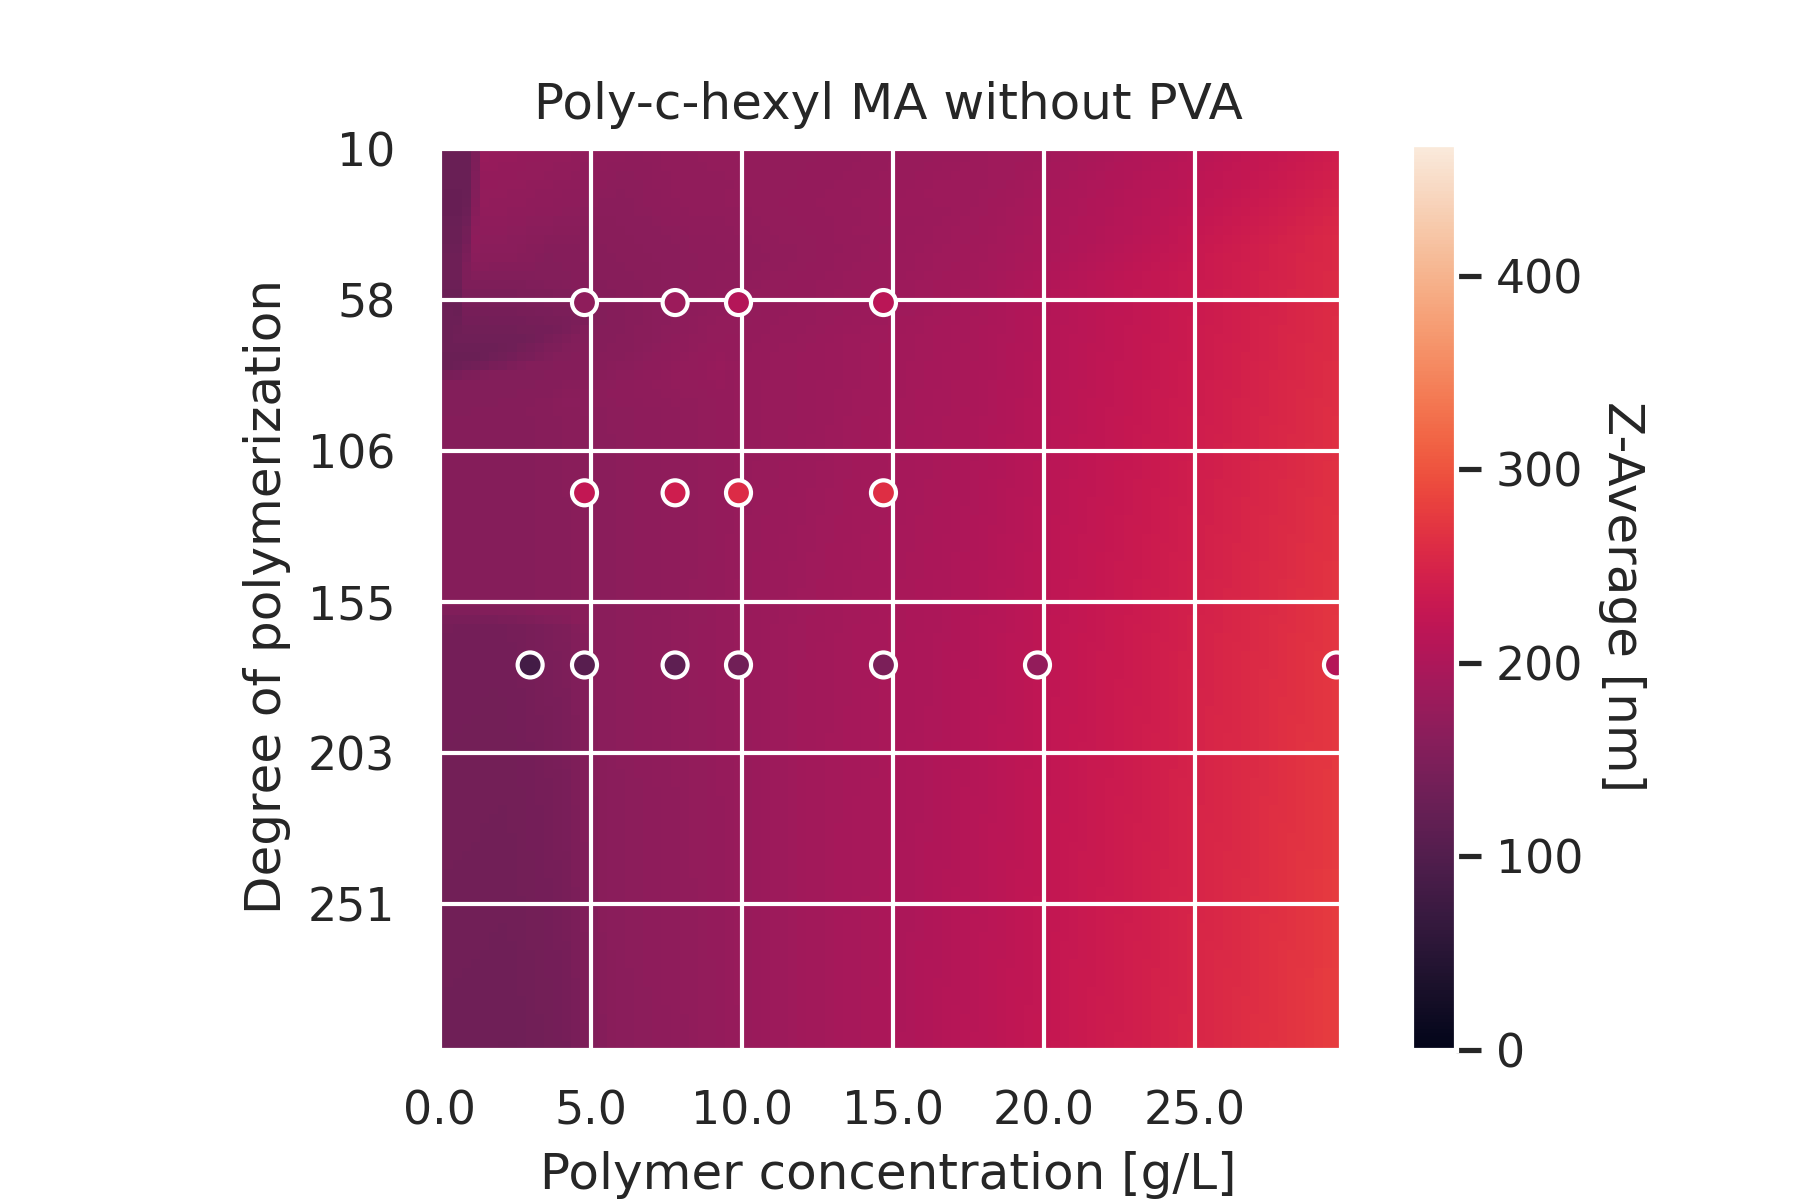 Poly-c-hexyl MA without PVA
10
58
106
155
203
251
Degree of polymerization
0.0 5.0 10.0 15.0 20.0 25.0
Polymer concentration [g/L]
400
300
200
100
0
Z-Average [nm]